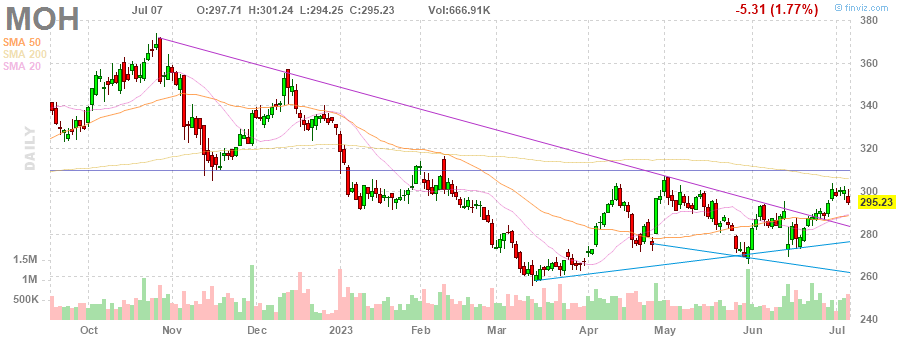 MOH Jul 07 O:297.71 H:301.24 L:294.25 C:295.23 Vol:666.91K -5.31 (1.77%) finviz.com
SMA 50
SMA 200
SMA 20
DAILY
380
360
340
320
300
295.23
280
260
240
1.5M
1M
500K
Oct Nov Dec 2023 Feb Mar Apr May Jun Jul